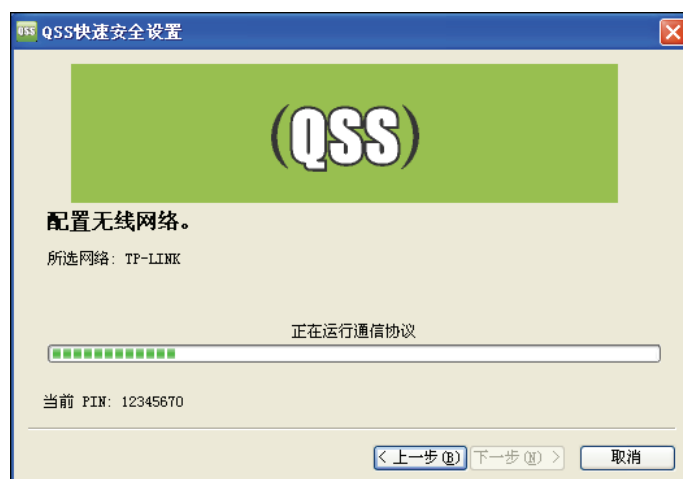 QSS QSS快速安全设置
(QSS)
配置无线网络。
所选网络: TP-LINK
正在运行通信协议
当前 PIN: 12345670
< 上一步(B) 下一步(N) > 取消